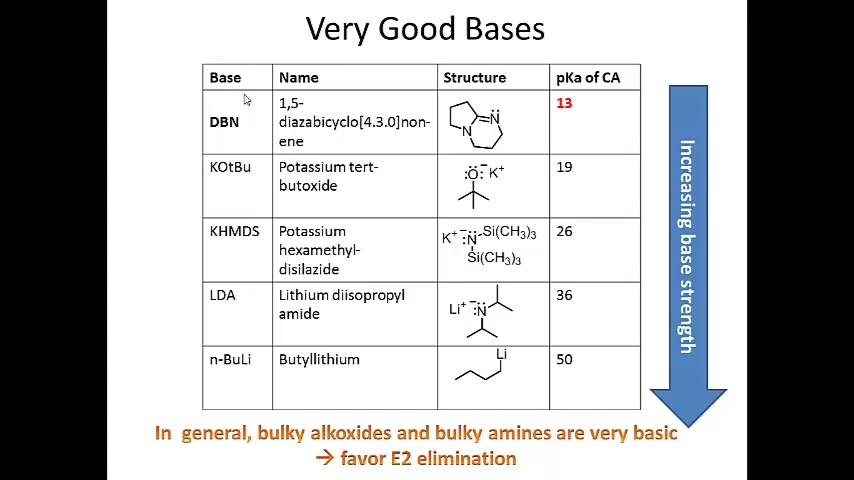 Very Good Bases
Base Name Structure pKa of CA
DBN
1,5-
diazabicyclo[4.3.0]non-
ene
N̈
N
13
KOtBu
Potassium tert-
butoxide
:Ö:⁻ K⁺
19
KHMDS
Potassium
hexamethyl-
disilazide
K⁺ ⁻:N̈ Si(CH₃)₃
Si(CH₃)₃
26
LDA
Lithium diisopropyl
amide
Li⁺ ⁻:N̈
36
n-BuLi
Butyllithium
Li
50
Increasing base strength
In general, bulky alkoxides and bulky amines are very basic
→ favor E2 elimination